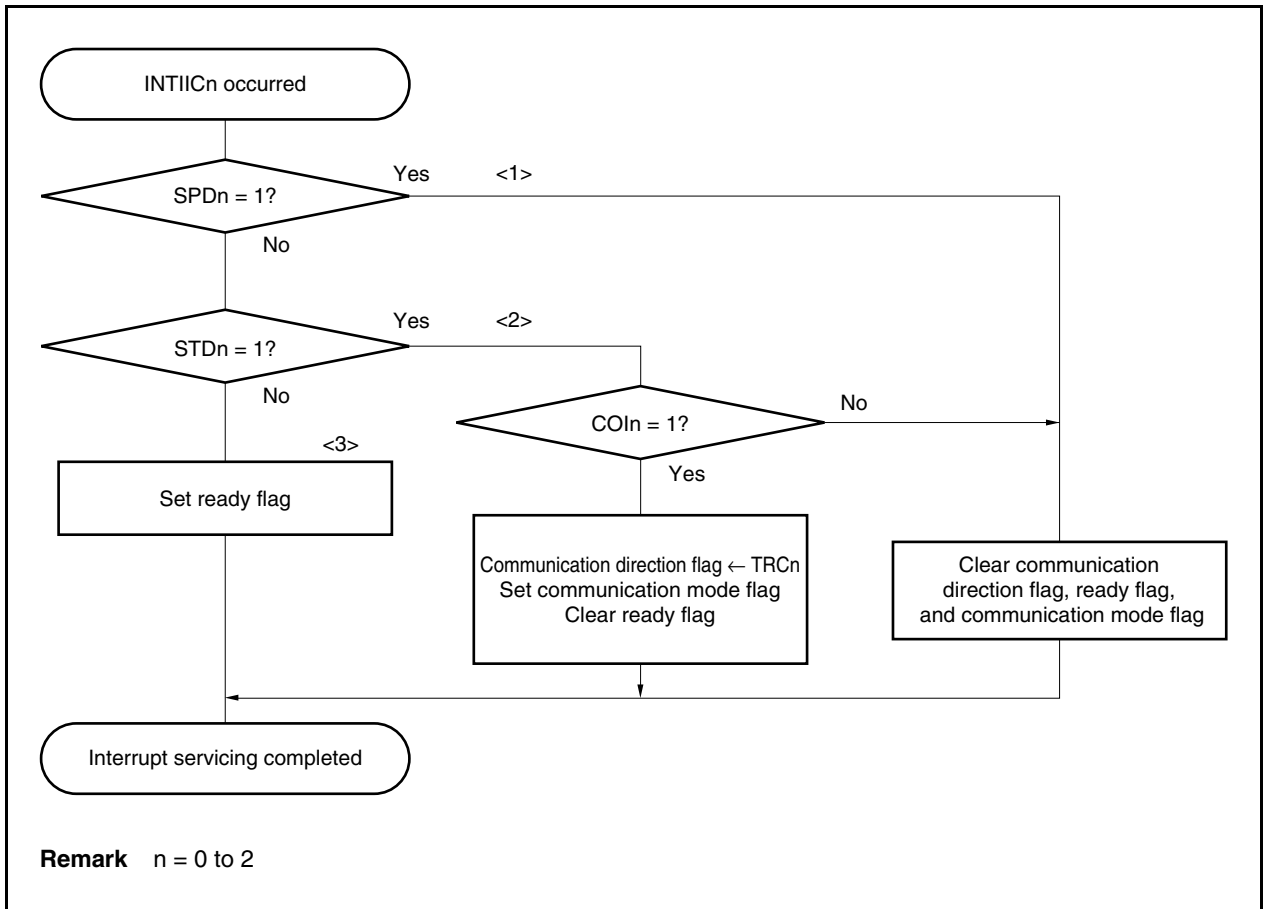 INTIICn occurred
SPDn = 1?
Yes
<1>
No
STDn = 1?
Yes
<2>
No
COIn = 1?
No
Yes
<3>
Set ready flag
Communication direction flag ← TRCn
Set communication mode flag
Clear ready flag
Clear communication
direction flag, ready flag,
and communication mode flag
Interrupt servicing completed
Remark n = 0 to 2